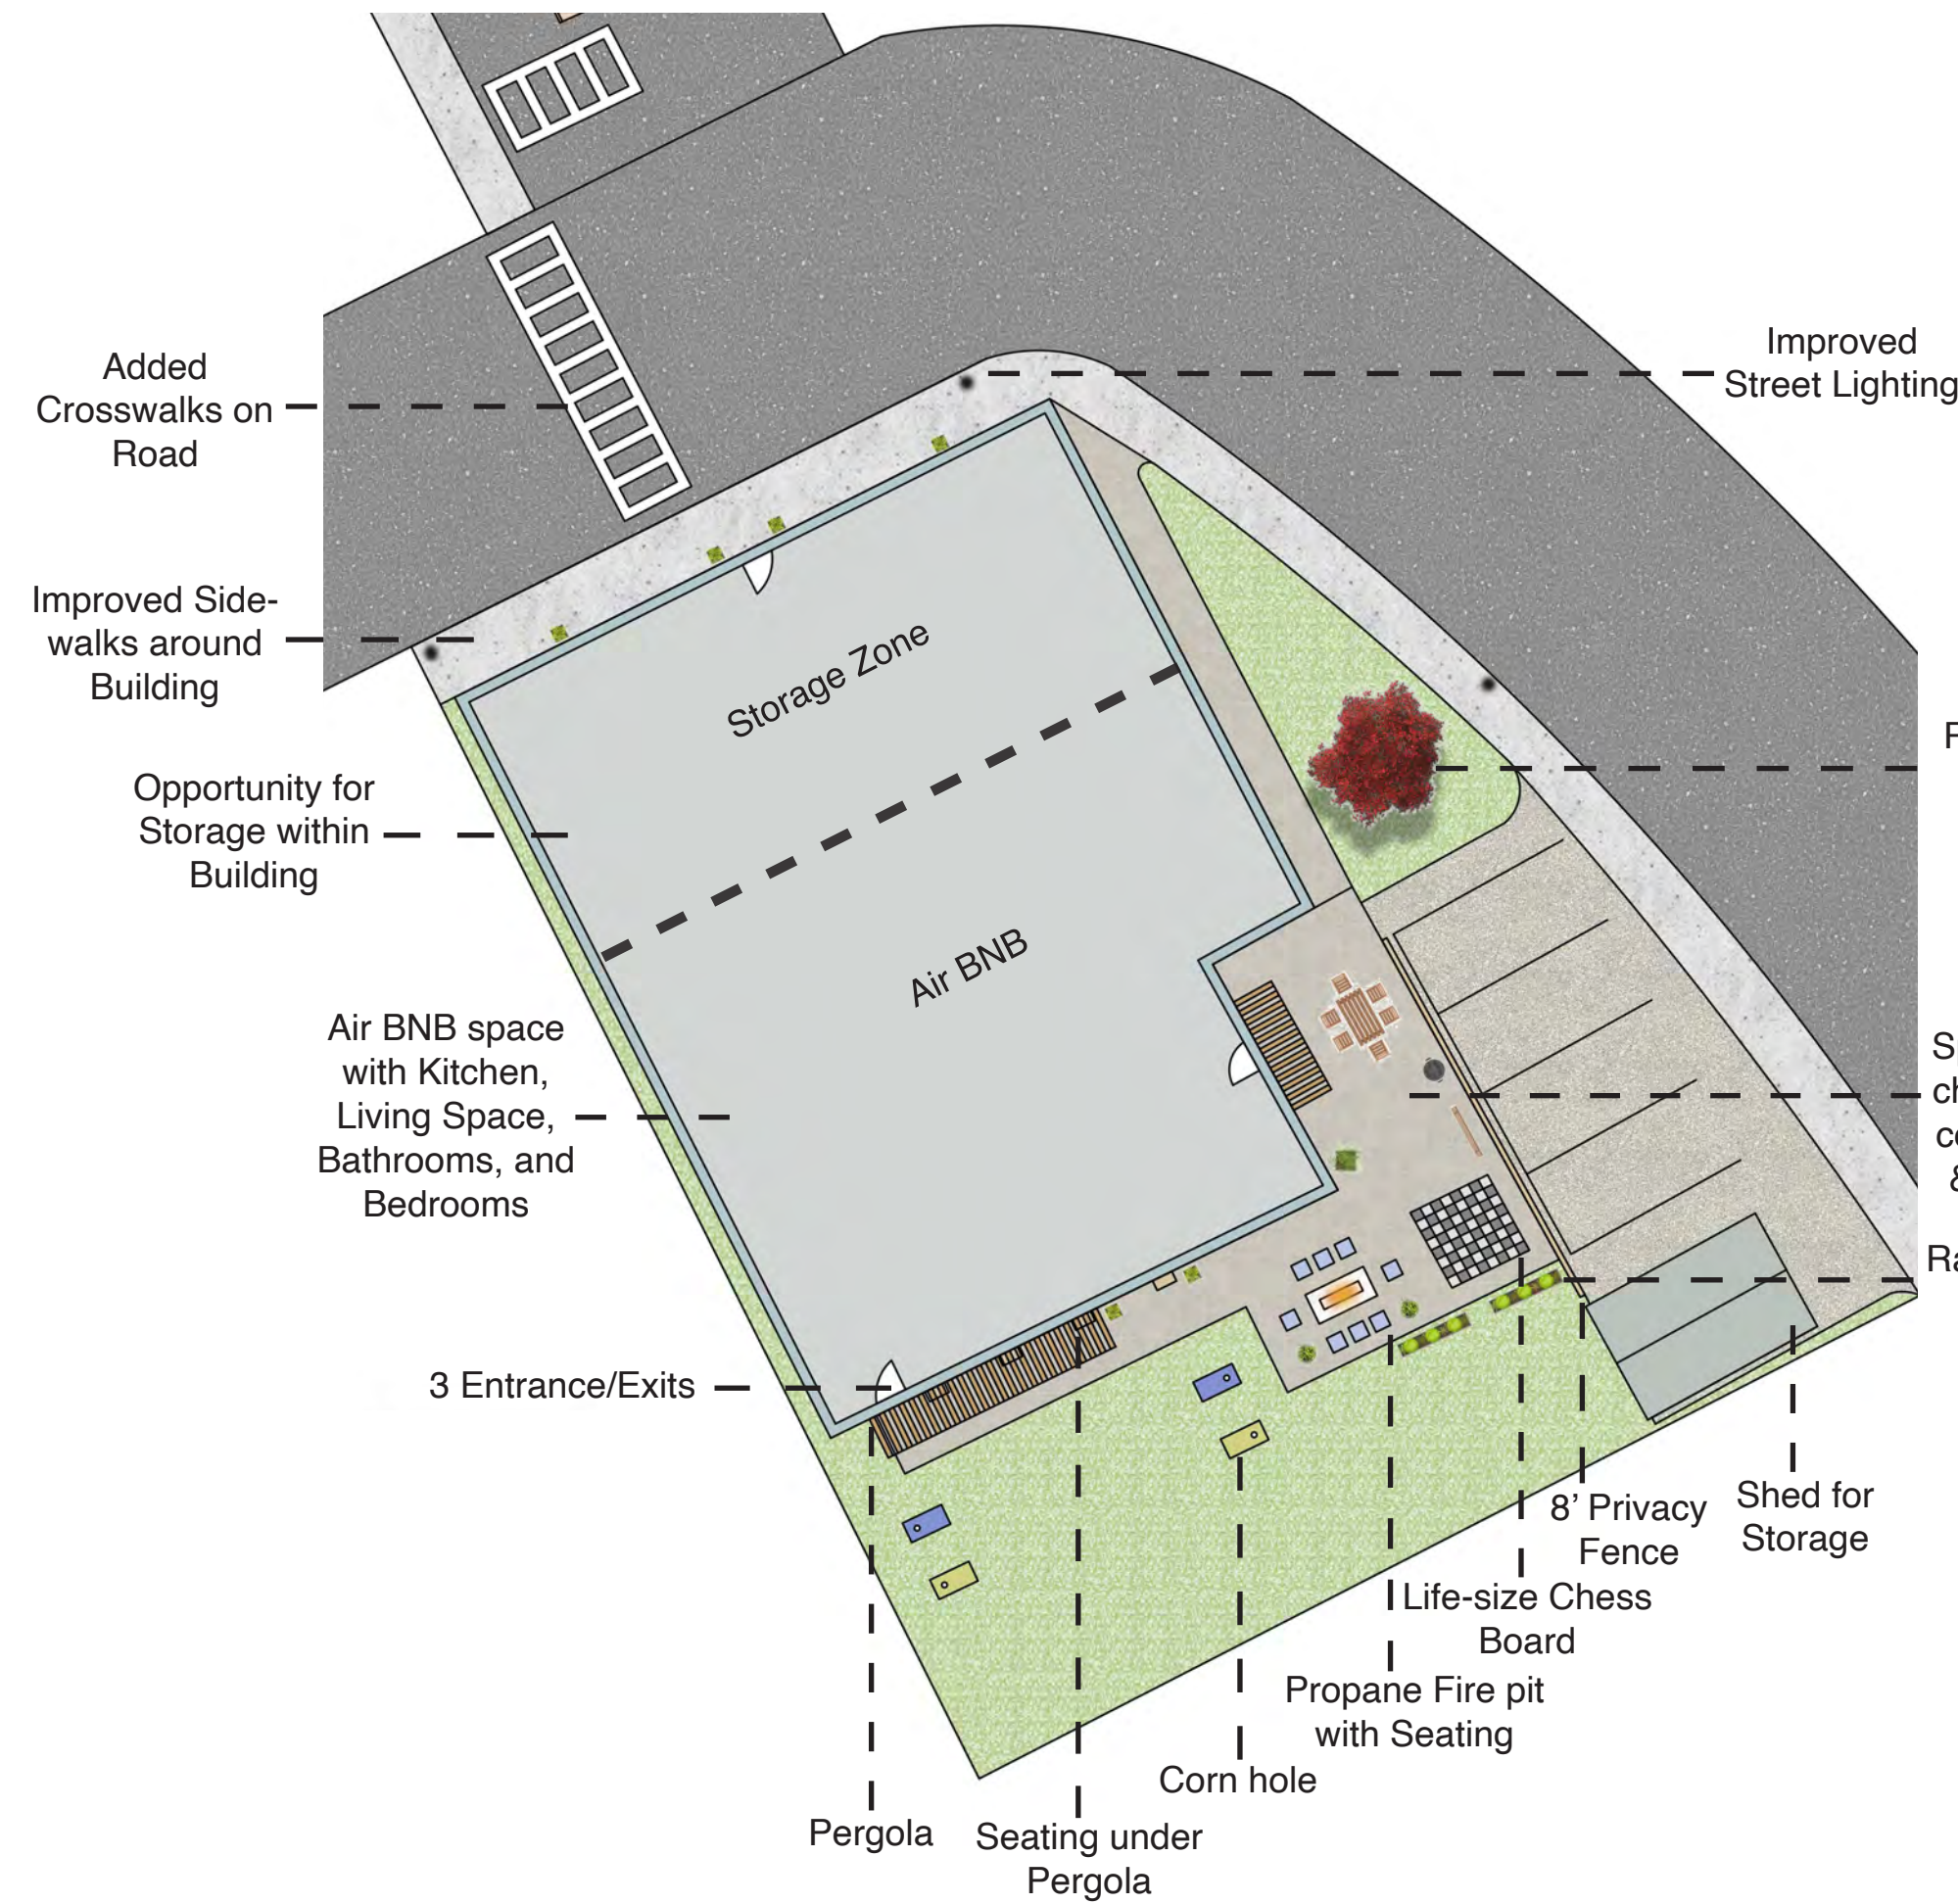 Added
Crosswalks on
Road
Improved
Street Lighting
Improved Side-
walks around
Building
Storage Zone
Opportunity for
Storage within
Building
Air BNB
Air BNB space
with Kitchen,
Living Space,
Bathrooms, and
Bedrooms
3 Entrance/Exits
8’ Privacy
Fence
Shed for
Storage
Life-size Chess
Board
Propane Fire pit
with Seating
Corn hole
Pergola
Seating under
Pergola